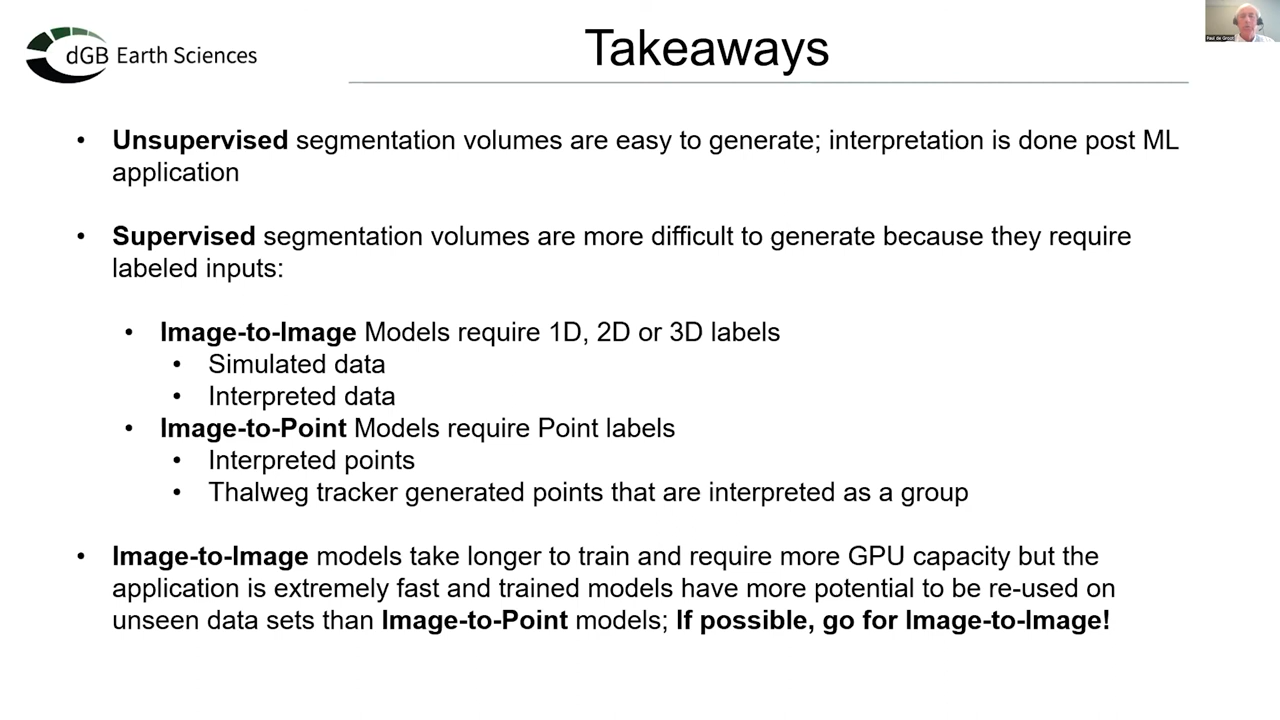 dGB Earth Sciences
Takeaways
Paul de Groot
• Unsupervised segmentation volumes are easy to generate; interpretation is done post ML
application
• Supervised segmentation volumes are more difficult to generate because they require
labeled inputs:
• Image-to-Image Models require 1D, 2D or 3D labels
• Simulated data
• Interpreted data
• Image-to-Point Models require Point labels
• Interpreted points
• Thalweg tracker generated points that are interpreted as a group
• Image-to-Image models take longer to train and require more GPU capacity but the
application is extremely fast and trained models have more potential to be re-used on
unseen data sets than Image-to-Point models; If possible, go for Image-to-Image!